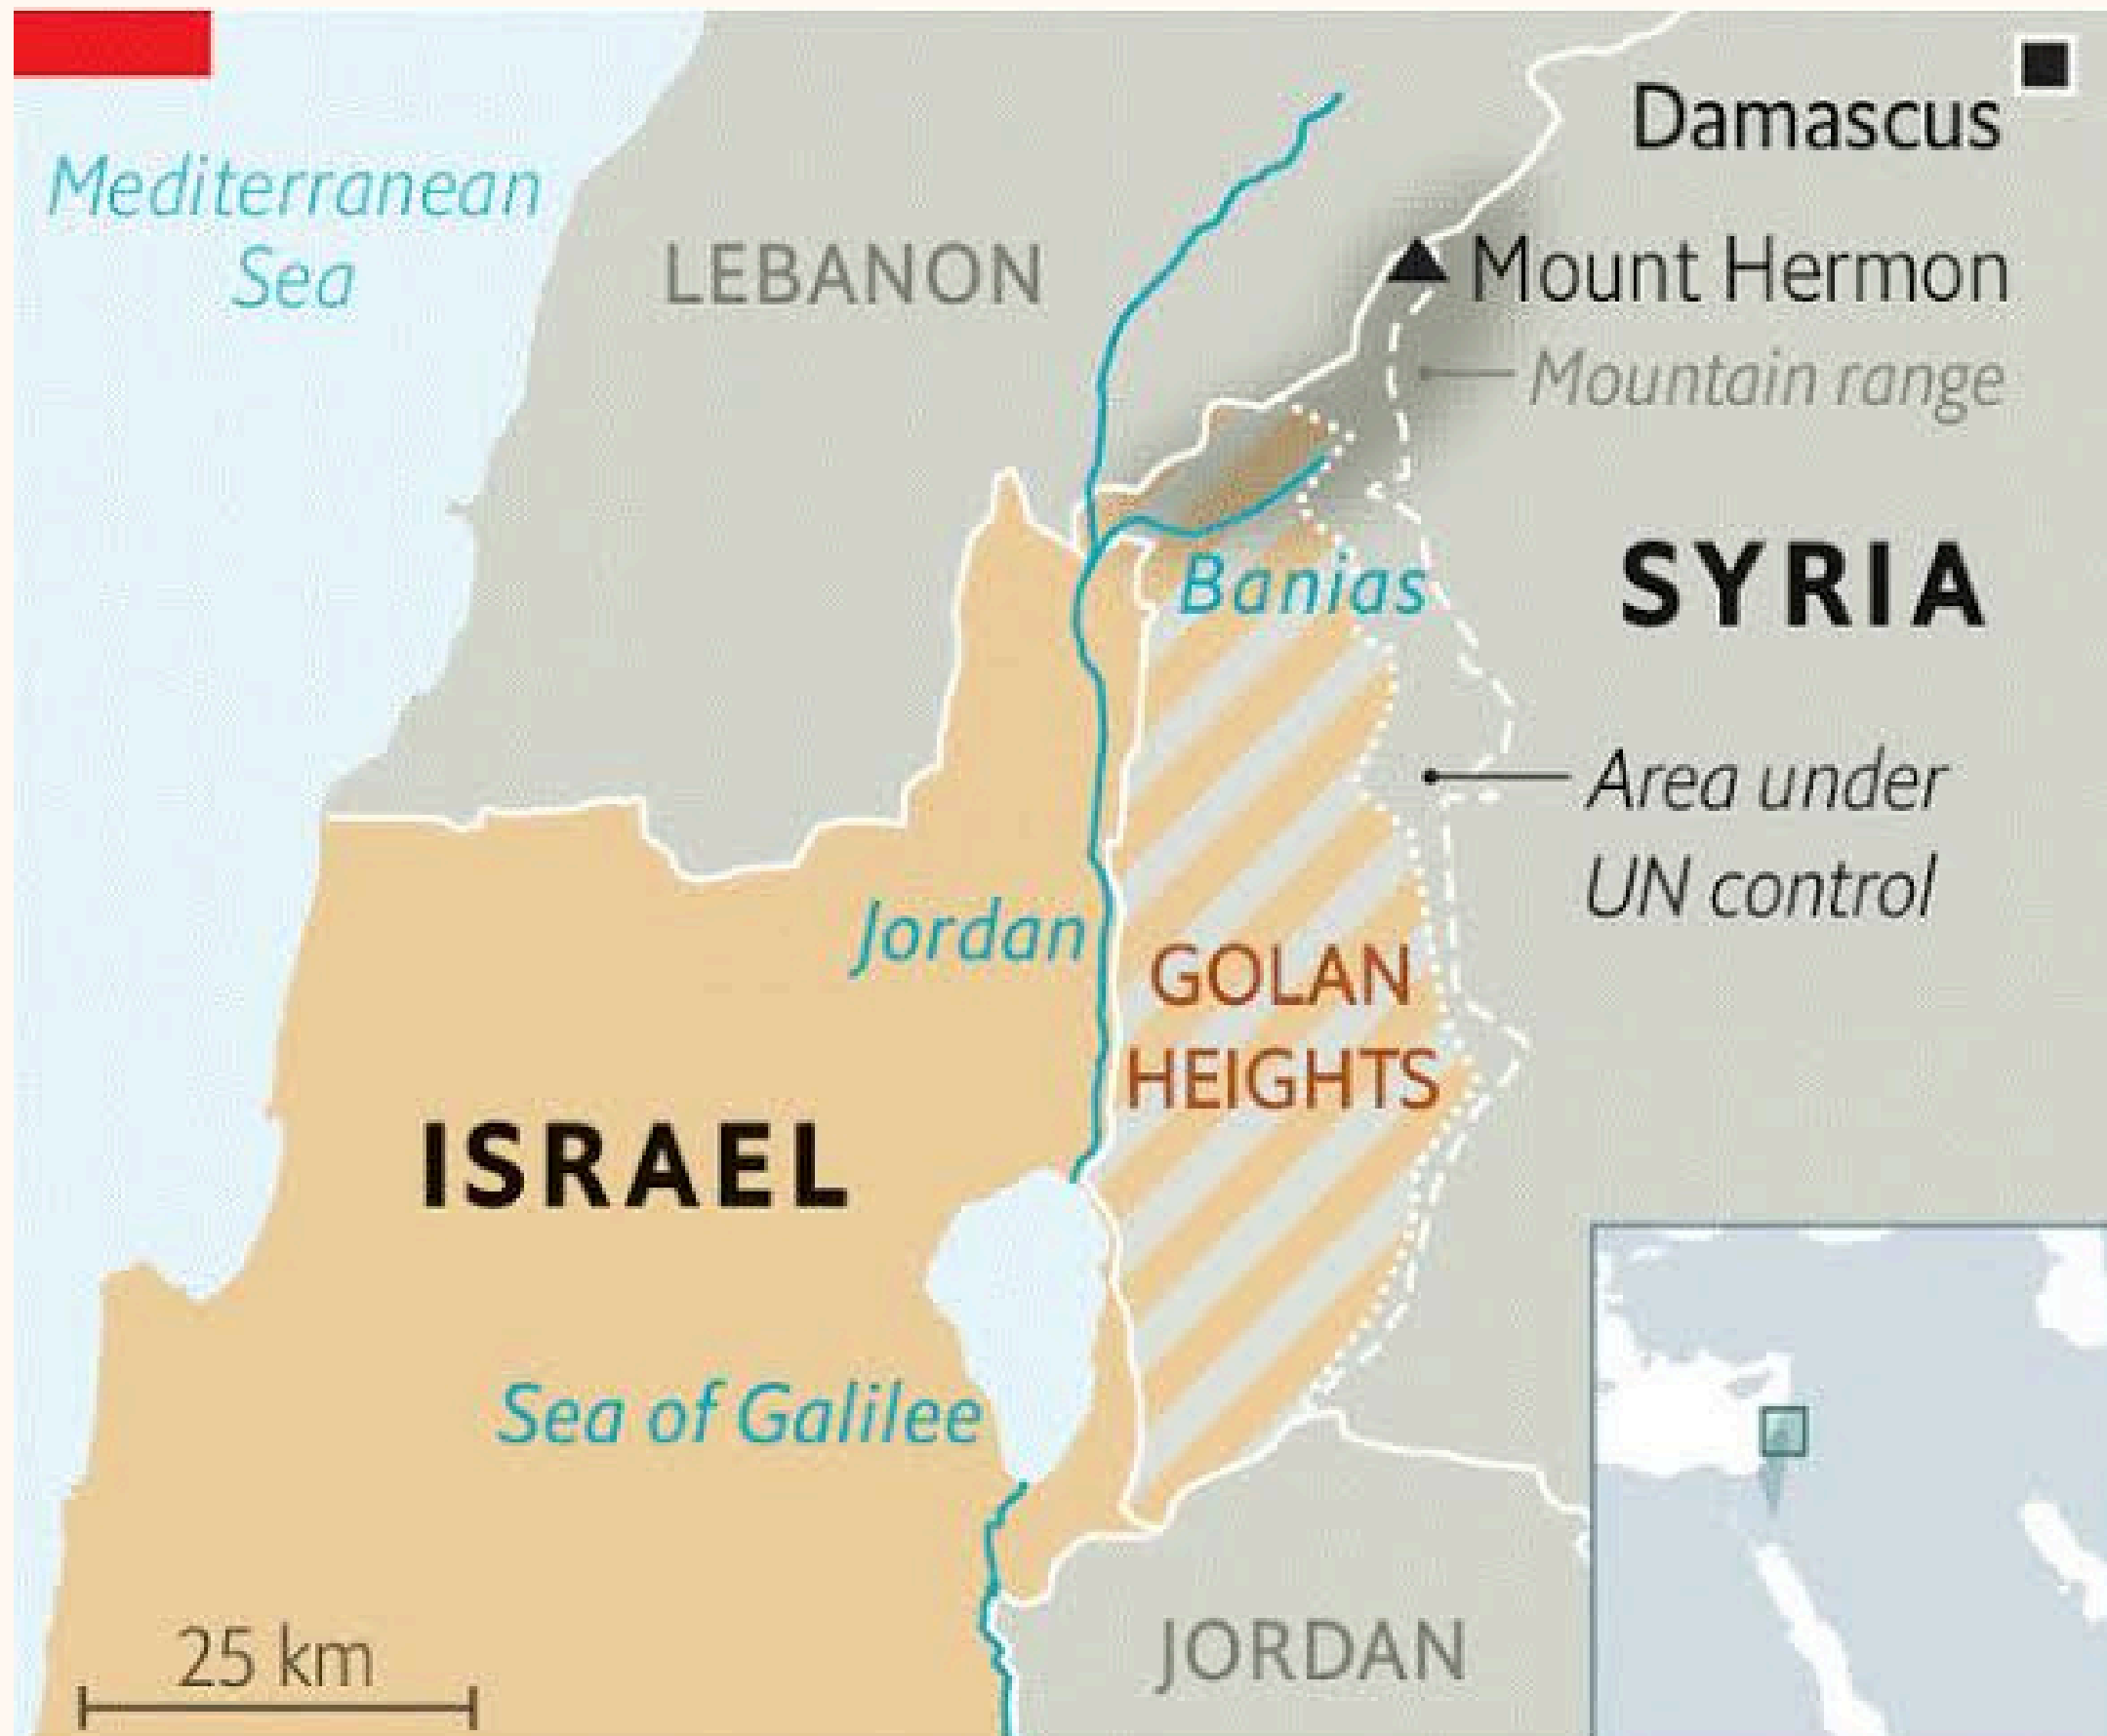 Damascus
Mediterranean
Sea
LEBANON
Mount Hermon
Mountain range
Banias
SYRIA
Area under
UN control
Jordan
GOLAN
HEIGHTS
ISRAEL
Sea of Galilee
25 km
JORDAN